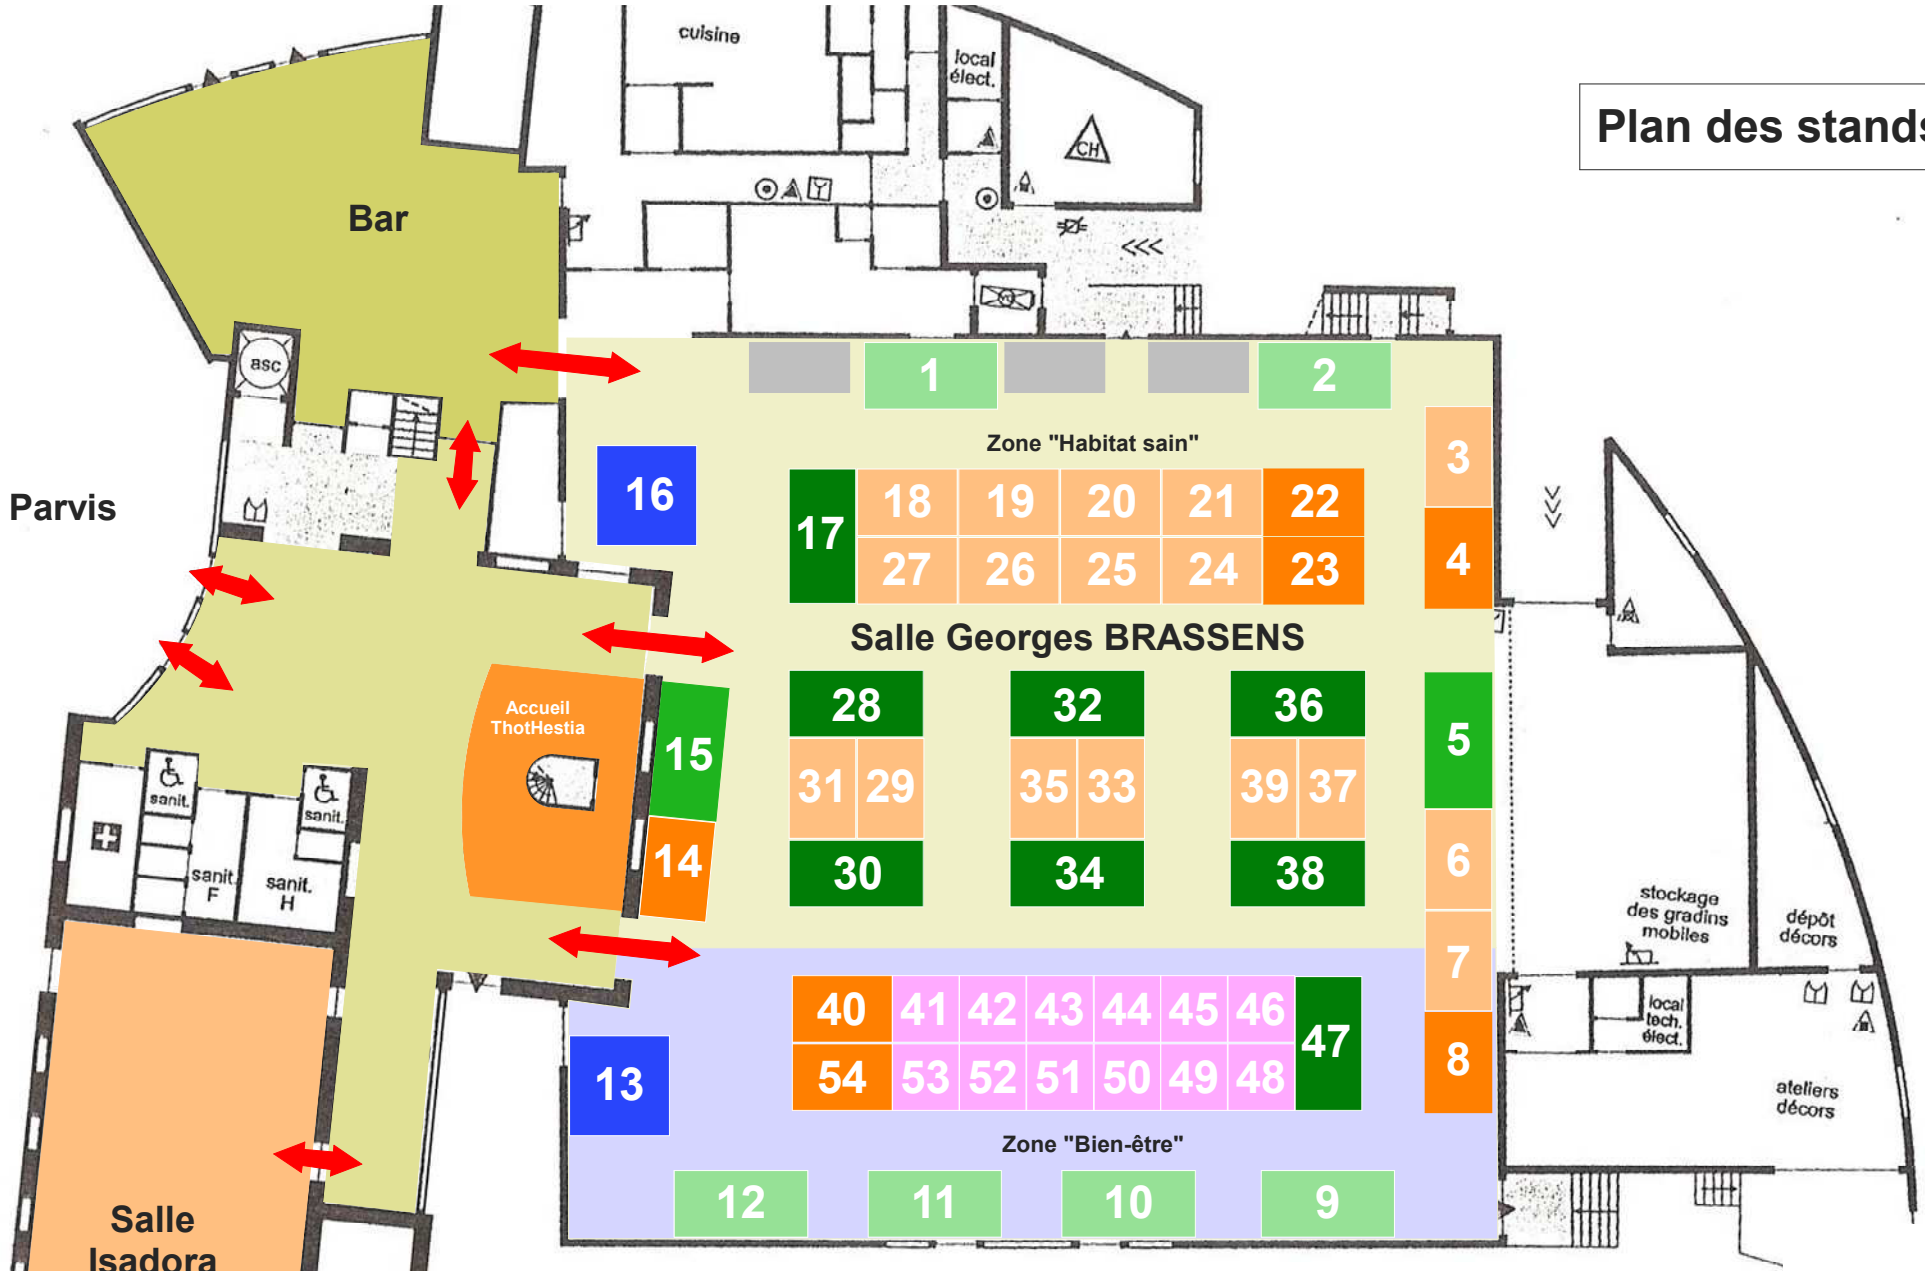 cuisine
local
élect.
CH
Plan des stands
Bar
<<<
asc
1
2
Zone "Habitat sain"
3
16
Parvis
17
18 19 20 21 22
27 26 25 24 23
4
Salle Georges BRASSENS
Accueil
ThotHestia
15
28 32 36
5
31 29 35 33 39 37
14
30 34 38
6
sanit.
sanit.
sanit.
F
sanit.
H
stockage
des gradins
mobiles
dépôt
décors
7
40 41 42 43 44 45 46
47
54 53 52 51 50 49 48
local
tech.
élect.
13
8
ateliers
décors
Zone "Bien-être"
12 11 10 9
Salle
Isadora